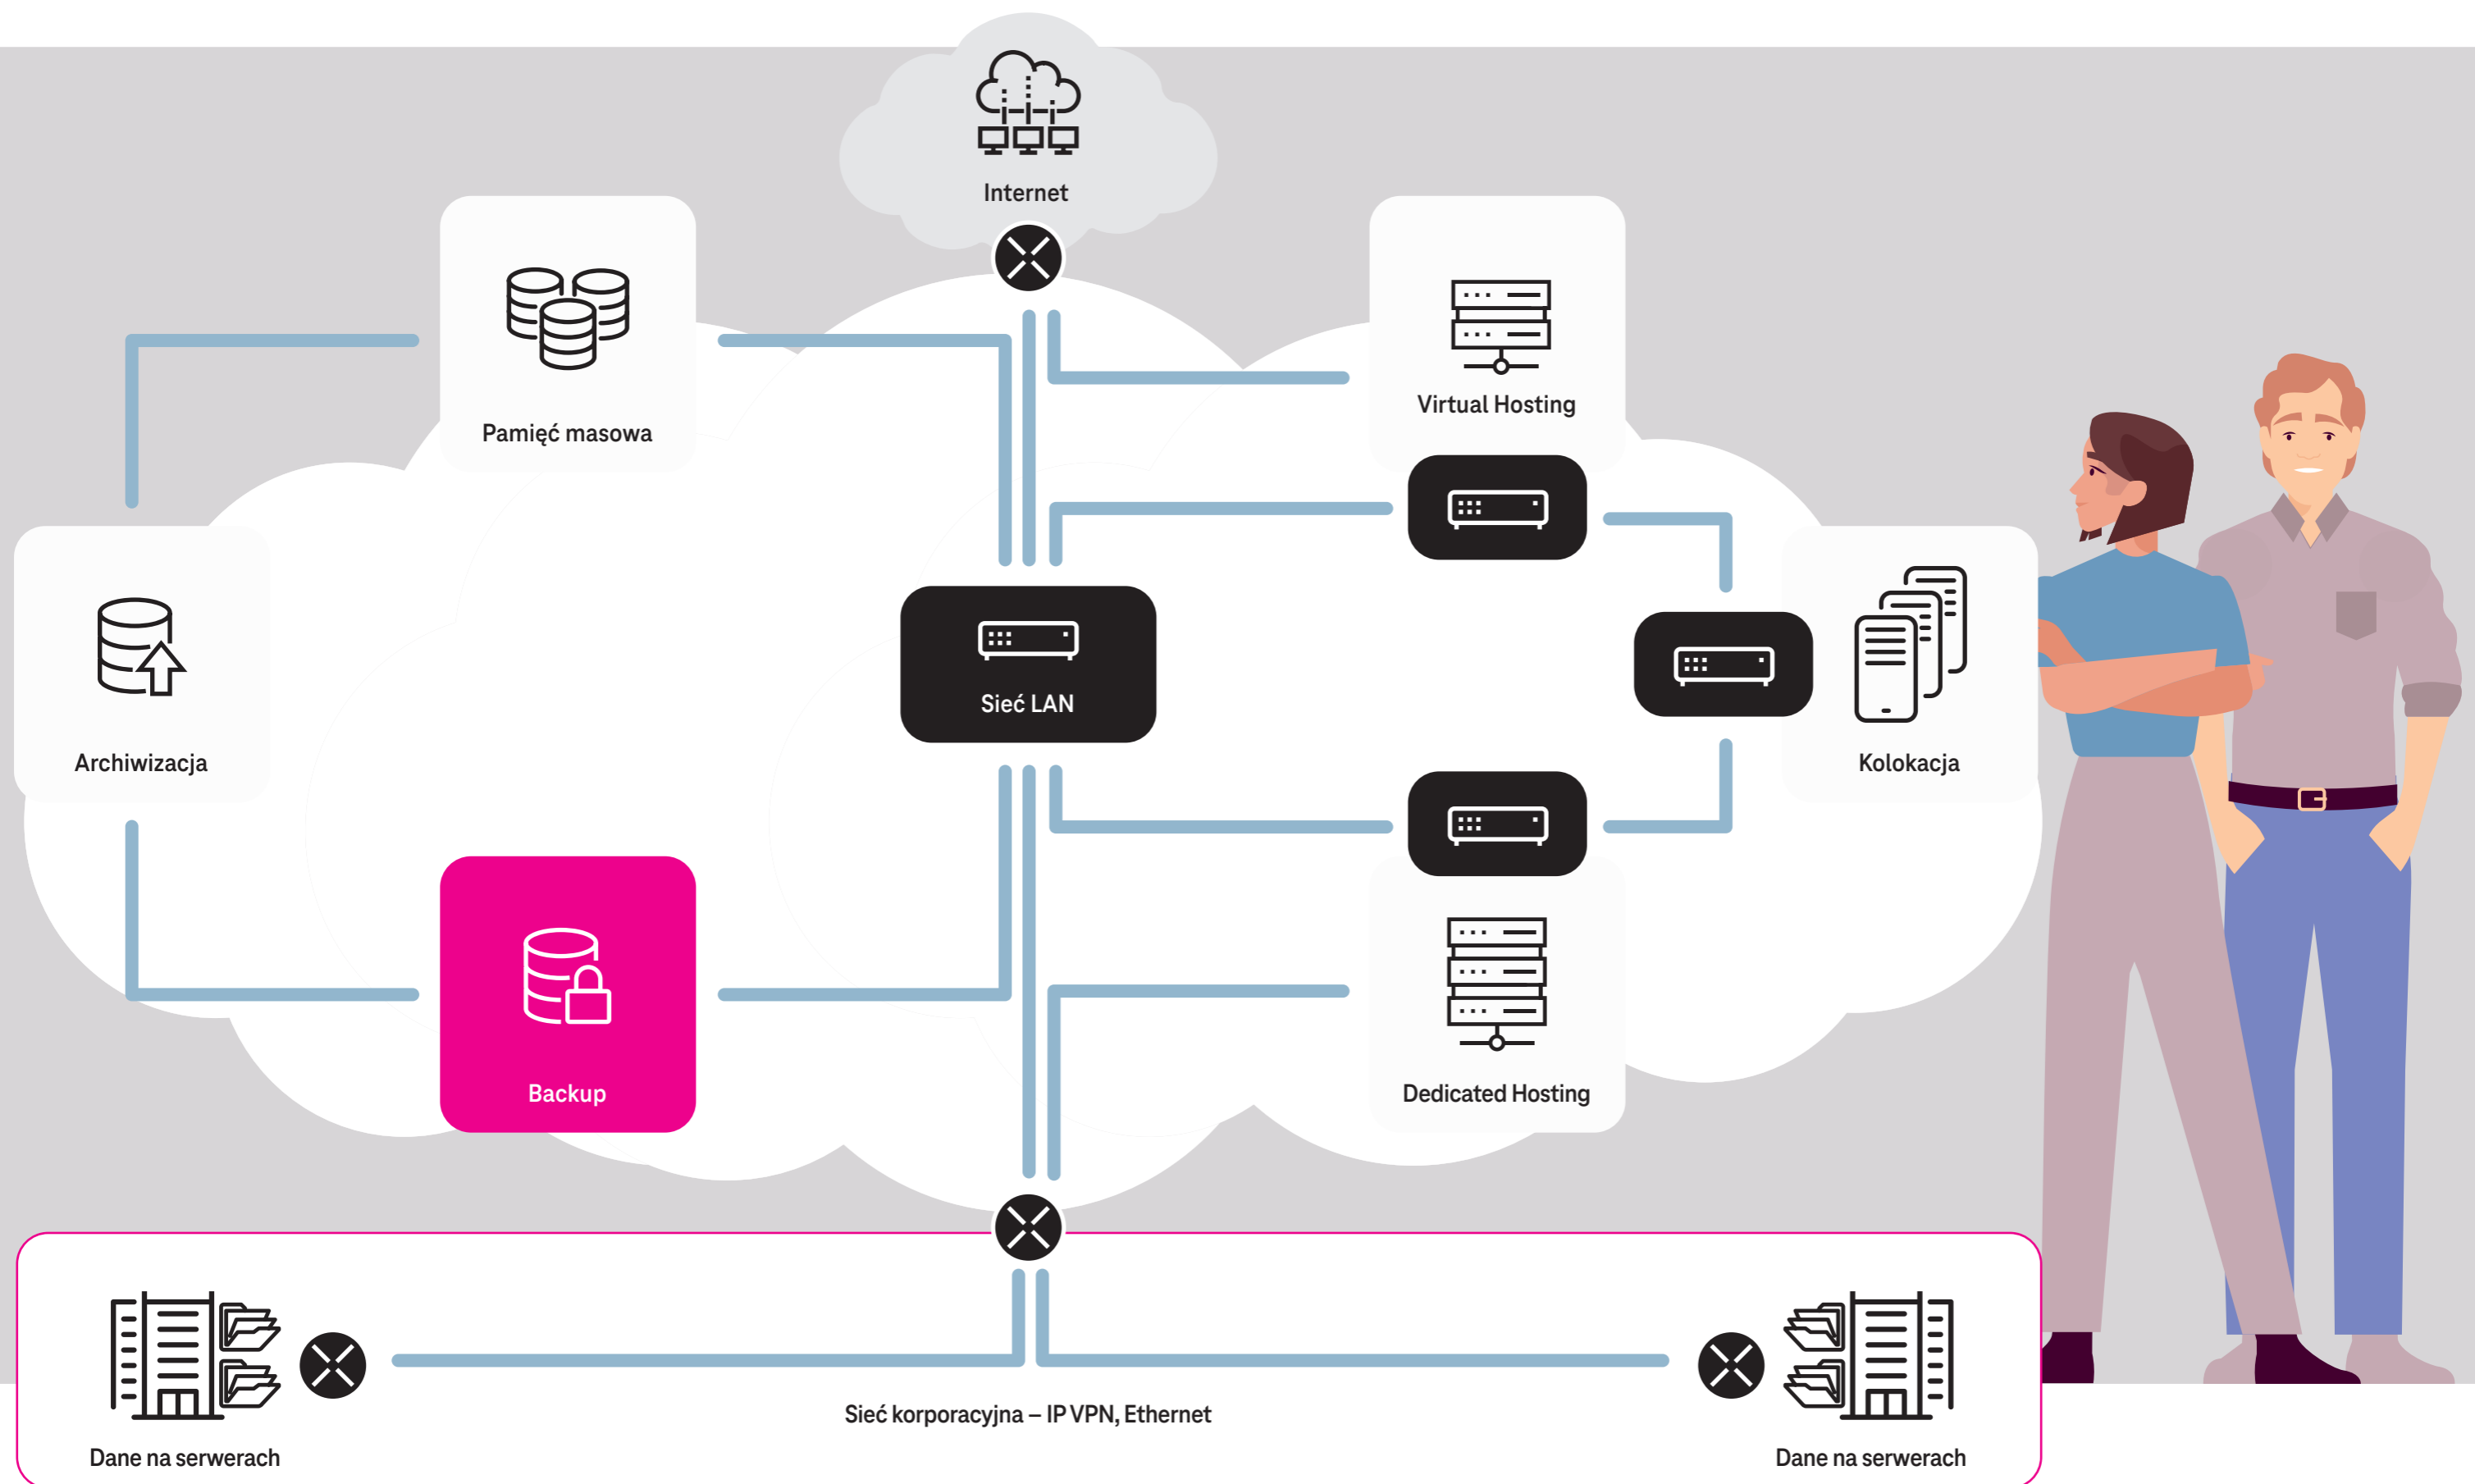 Internet
Pamięć masowa
Virtual Hosting
Sieć LAN
Archiwizacja
Kolokacja
Backup
Dedicated Hosting
Sieć korporacyjna – IP VPN, Ethernet
Dane na serwerach
Dane na serwerach